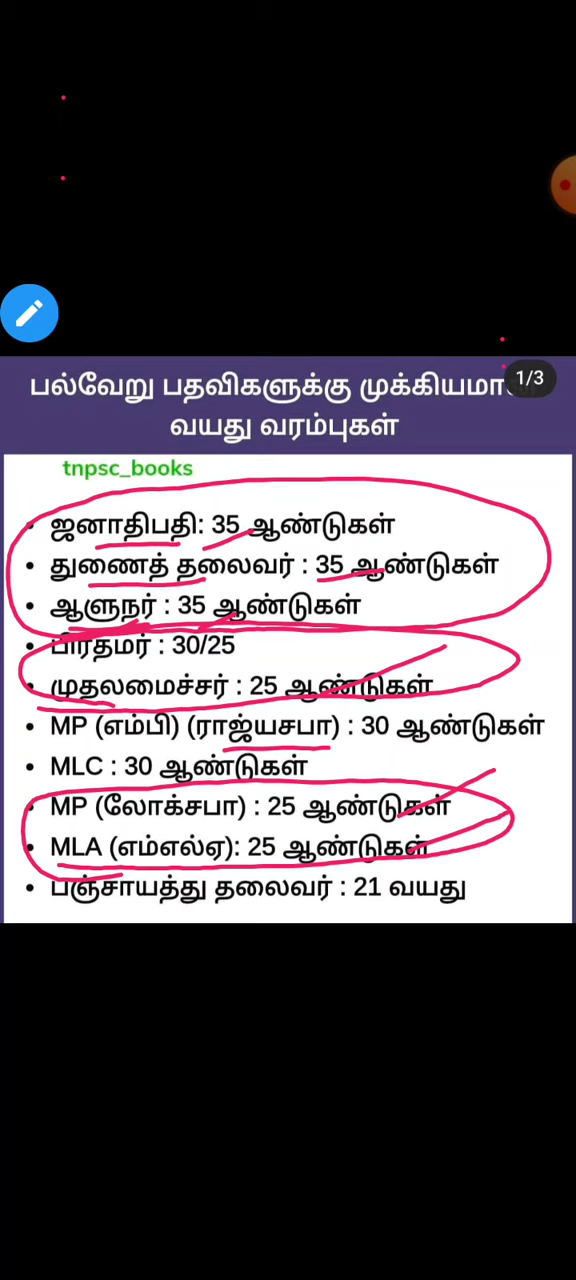 1/3
பல்வேறு பதவிகளுக்கு முக்கியமான
வயது வரம்புகள்
tnpsc_books
• ஜனாதிபதி: 35 ஆண்டுகள்
• துணைத் தலைவர் : 35 ஆண்டுகள்
• ஆளுநர் : 35 ஆண்டுகள்
• பிரதமர் : 30/25
• முதலமைச்சர் : 25 ஆண்டுகள்
• MP (எம்பி) (ராஜ்யசபா) : 30 ஆண்டுகள்
• MLC : 30 ஆண்டுகள்
• MP (லோக்சபா) : 25 ஆண்டுகள்
• MLA (எம்எல்ஏ): 25 ஆண்டுகள்
• பஞ்சாயத்து தலைவர் : 21 வயது